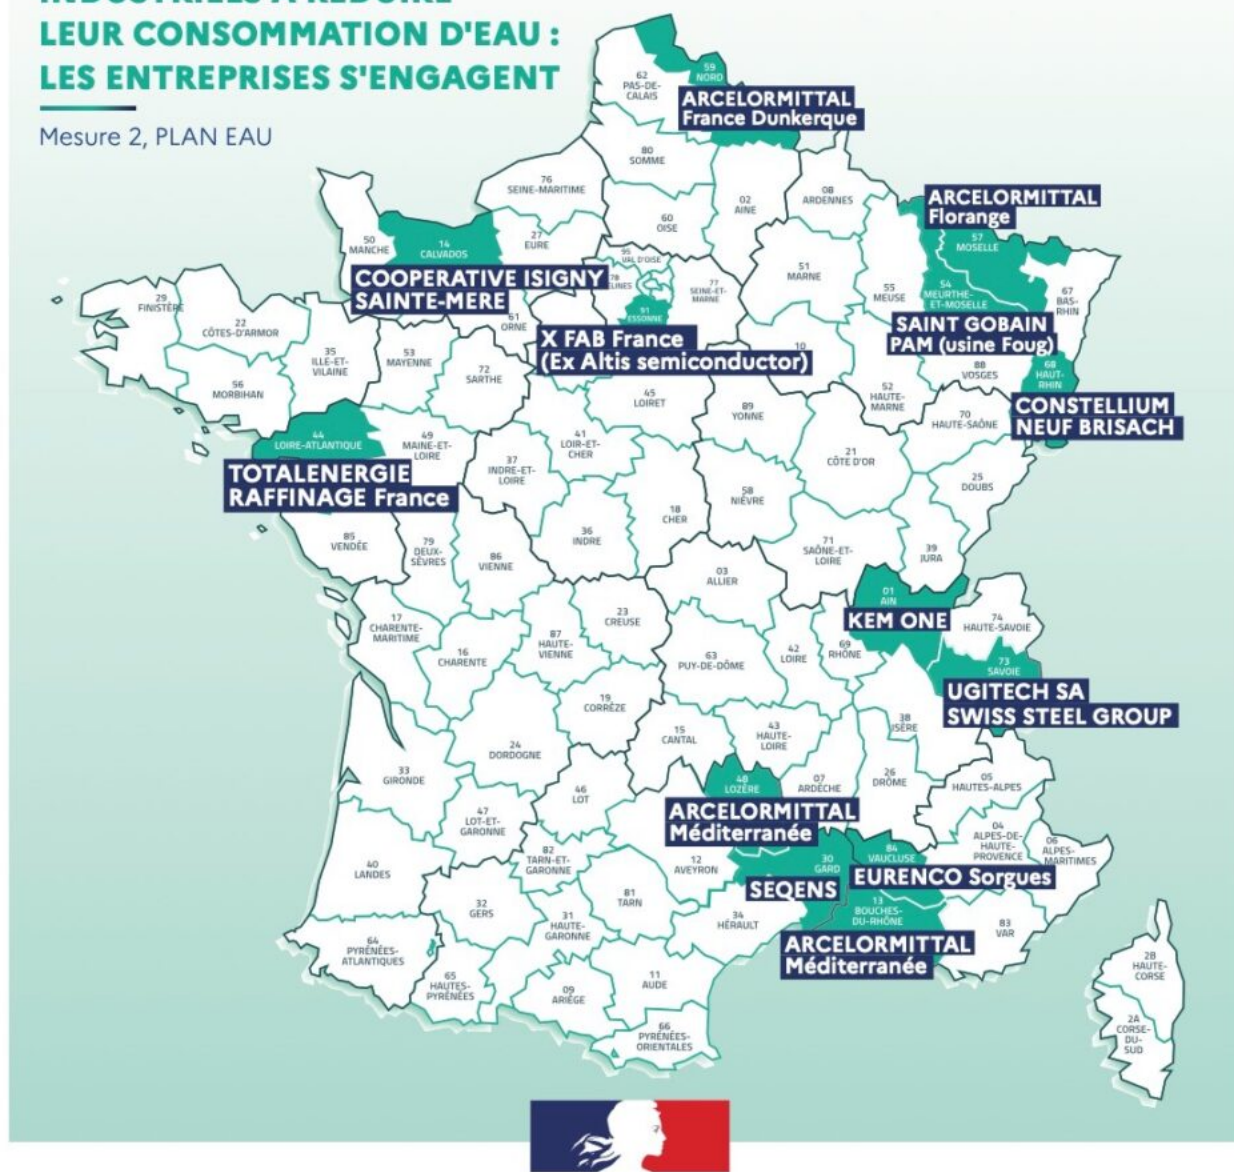 INDUSTRIELS À RÉDUIRE
LEUR CONSOMMATION D'EAU :
LES ENTREPRISES S'ENGAGENT
Mesure 2, PLAN EAU
59
NORD
62
PAS-DE-
CALAIS
ARCELORMITTAL
France Dunkerque
80
SOMME
76
SEINE-MARITIME
02
AINE
08
ARDENNES
60
OISE
27
EURE
50
MANCHE
14
CALVADOS
ARCELORMITTAL
Florange
57
MOSELLE
95
VAL D'OISE
78
ELINES
77
SEINE-ET-
MARNE
91
ESSONNE
51
MARNE
55
MEUSE
54
MEURTHE-
ET-MOSELLE
67
BAS-
RHIN
COOPERATIVE ISIGNY
SAINTE-MERE
61
ORNE
X FAB France
(Ex Altis semiconductor)
10
SAINT GOBAIN
PAM (usine Foug)
88
VOSGES
68
HAUT-
RHIN
CONSTELLIUM
NEUF BRISACH
29
FINISTÈRE
22
CÔTES-D'ARMOR
35
ILLE-ET-
VILAINE
53
MAYENNE
72
SARTHE
56
MORBIHAN
45
LOIRET
89
YONNE
52
HAUTE-
MARNE
70
HAUTE-SAÔNE
44
LOIRE-ATLANTIQUE
49
MAINE-ET-
LOIRE
41
LOIR-ET-
CHER
37
INDRE-ET-
LOIRE
21
CÔTE D'OR
25
DOUBS
TOTALENERGIE
RAFFINAGE France
58
NIÈVRE
18
CHER
36
INDRE
85
VENDÉE
79
DEUX-
SÈVRES
86
VIENNE
71
SAÔNE-ET-
LOIRE
39
JURA
03
ALLIER
01
AIN
KEM ONE
74
HAUTE-SAVOIE
23
CREUSE
17
CHARENTE-
MARITIME
87
HAUTE-
VIENNE
16
CHARENTE
63
PUY-DE-DÔME
42
LOIRE
69
RHÔNE
73
SAVOIE
UGITECH SA
SWISS STEEL GROUP
19
CORRÈZE
38
ISÈRE
15
CANTAL
43
HAUTE-
LOIRE
24
DORDOGNE
33
GIRONDE
48
LOZÈRE
07
ARDÈCHE
26
DRÔME
05
HAUTES-ALPES
46
LOT
47
LOT-ET-
GARONNE
ARCELORMITTAL
Méditerranée
04
ALPES-DE-
HAUTE-
PROVENCE
06
ALPES-
MARITIMES
82
TARN-ET-
GARONNE
12
AVEYRON
30
GARD
84
VAUCLUSE
EURENCO Sorgues
SEQENS
40
LANDES
32
GERS
81
TARN
31
HAUTE-
GARONNE
34
HÉRAULT
13
BOUCHES-
DU-RHÔNE
83
VAR
ARCELORMITTAL
Méditerranée
64
PYRÉNÉES-
ATLANTIQUES
65
HAUTES-
PYRÉNÉES
09
ARIÈGE
11
AUDE
66
PYRÉNÉES-
ORIENTALES
2B
HAUTE-
CORSE
2A
CORSE-
DU-
SUD